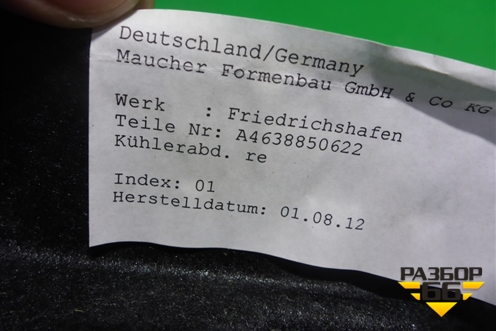 Deutschland/Germany
Maucher Formenbau GmbH & Co KG
Werk : Friedrichshafen
Teile Nr: A4638850622
Kühlerabd. re
Index: 01
Herstelldatum: 01.08.12
РАЗБОР
66